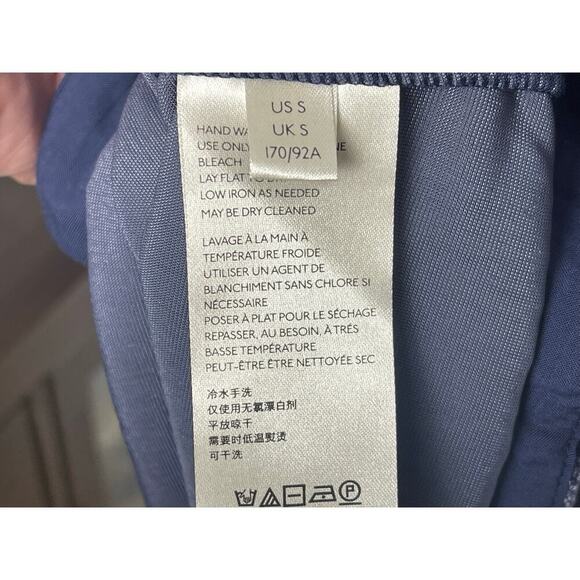 US S
UK S
170/92A
HAND
USE ONLY
BLEACH
LAY FLAT
LOW IRON AS NEEDED
MAY BE DRY CLEANED
LAVAGE À LA MAIN À
TEMPÉRATURE FROIDE
UTILISER UN AGENT DE
BLANCHIMENT SANS CHLORE SI
NÉCESSAIRE
POSER À PLAT POUR LE SÉCHAGE
REPASSER, AU BESOIN, À TRÉS
BASSE TEMPÉRATURE
PEUT-ÊTRE ÊTRE NETTOYÉE SEC
冷水手洗
仅使用无氯漂白剂
平放晾干
需要时低温熨烫
可干洗
P